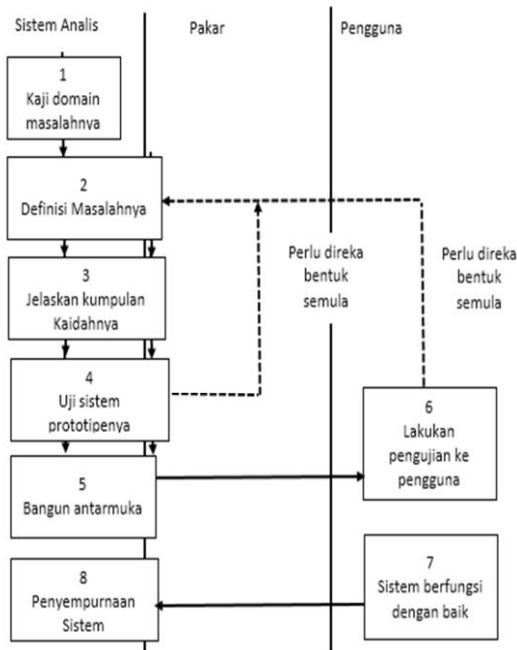 Sistem Analis
Pakar
Pengguna
1
Kaji domain
masalahnya
2
Definisi Masalahnya
3
Jelaskan kumpulan
Kaidahnya
4
Uji sistem
prototipenya
5
Bangun antarmuka
Perlu direka
bentuk
semula
Perlu direka
bentuk
semula
6
Lakukan
pengujian ke
pengguna
7
Sistem berfungsi
dengan baik
8
Penyempurnaan
Sistem